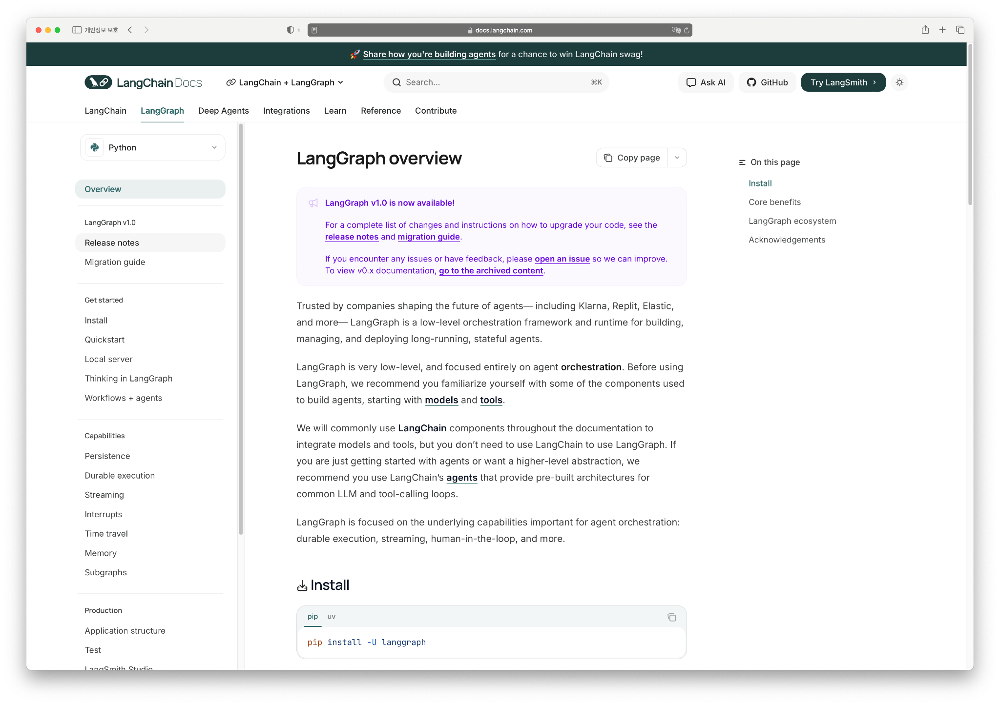 개인정보 보호
1
docs.langchain.com
🚀 Share how you're building agents for a chance to win LangChain swag!
LangChain Docs
LangChain + LangGraph
Search...
⌘K
Ask AI
GitHub
Try LangSmith
LangChain
LangGraph
Deep Agents
Integrations
Learn
Reference
Contribute
Python
Overview
LangGraph v1.0
Release notes
Migration guide
Get started
Install
Quickstart
Local server
Thinking in LangGraph
Workflows + agents
Capabilities
Persistence
Durable execution
Streaming
Interrupts
Time travel
Memory
Subgraphs
Production
Application structure
Test
LangSmith Studio
LangGraph overview
Copy page
LangGraph v1.0 is now available!
For a complete list of changes and instructions on how to upgrade your code, see the
release notes and migration guide.
If you encounter any issues or have feedback, please open an issue so we can improve.
To view v0.x documentation, go to the archived content.
Trusted by companies shaping the future of agents— including Klarna, Replit, Elastic,
and more— LangGraph is a low-level orchestration framework and runtime for building,
managing, and deploying long-running, stateful agents.
LangGraph is very low-level, and focused entirely on agent orchestration. Before using
LangGraph, we recommend you familiarize yourself with some of the components used
to build agents, starting with models and tools.
We will commonly use LangChain components throughout the documentation to
integrate models and tools, but you don’t need to use LangChain to use LangGraph. If
you are just getting started with agents or want a higher-level abstraction, we
recommend you use LangChain’s agents that provide pre-built architectures for
common LLM and tool-calling loops.
LangGraph is focused on the underlying capabilities important for agent orchestration:
durable execution, streaming, human-in-the-loop, and more.
Install
pip
uv
pip install -U langgraph
On this page
Install
Core benefits
LangGraph ecosystem
Acknowledgements